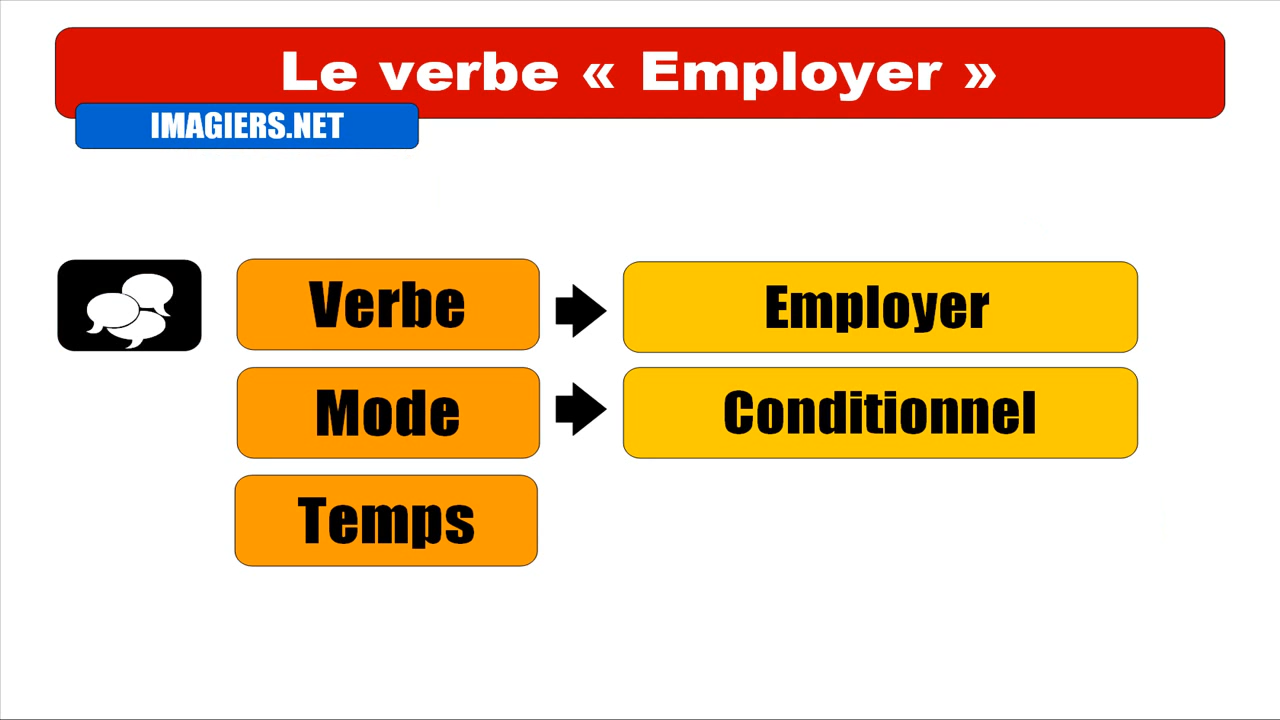 Le verbe « Employer »
IMAGIERS.NET
Verbe
Employer
Mode
Conditionnel
Temps